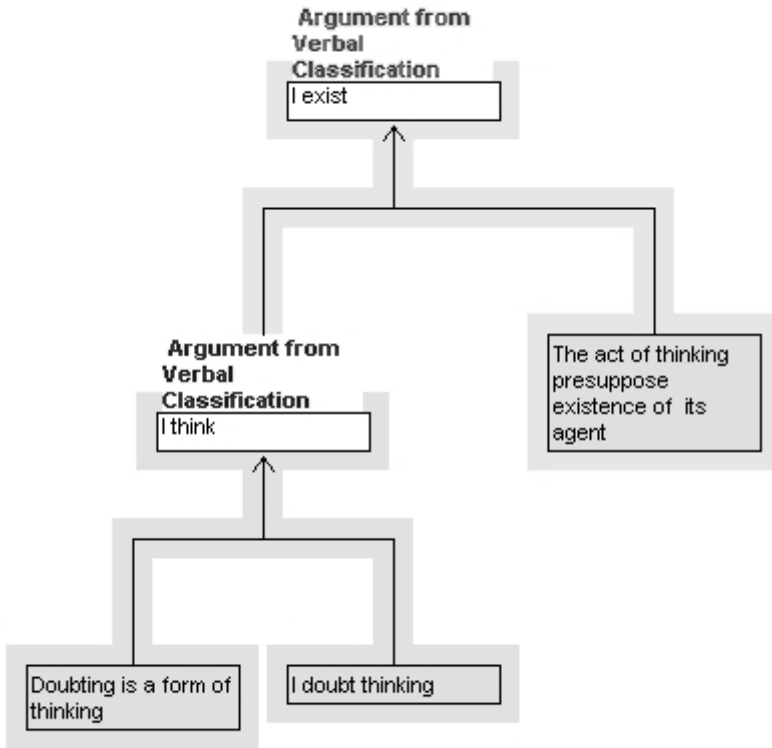 Argument from
Verbal
Classification
I exist
Argument from
Verbal
Classification
I think
The act of thinking
presuppose
existence of its
agent
Doubting is a form of
thinking
I doubt thinking